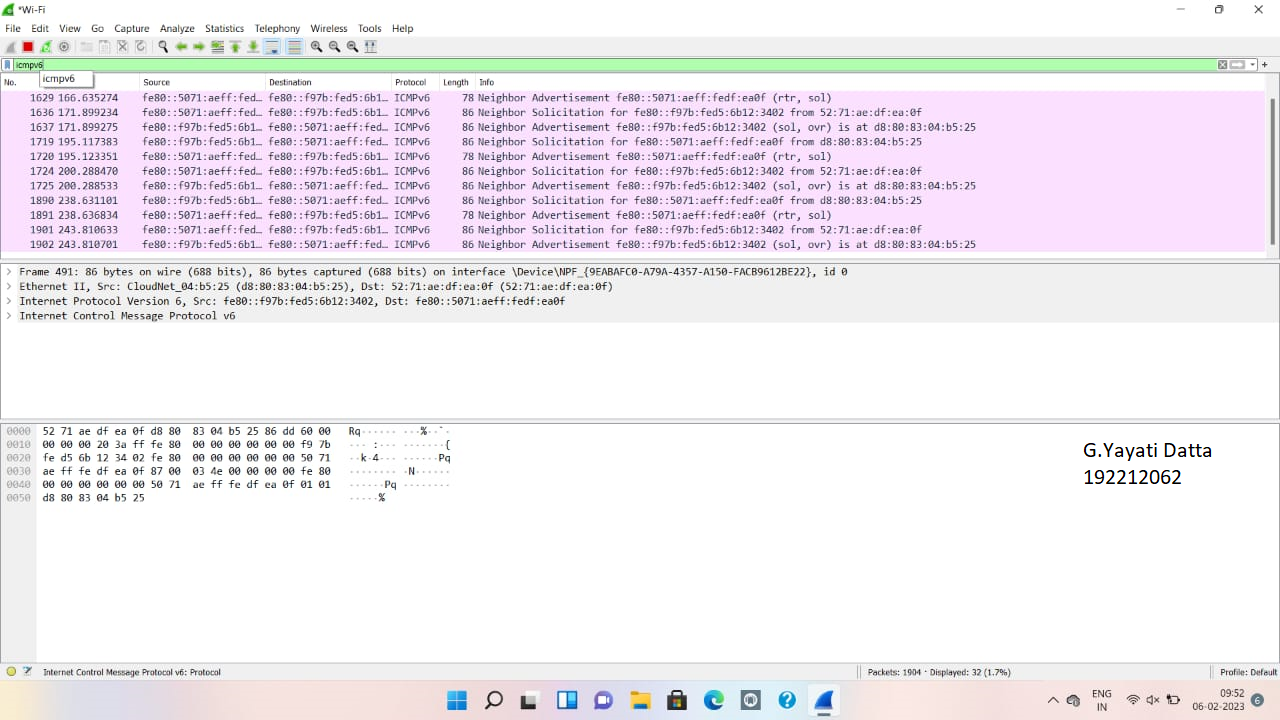 *Wi-Fi
File Edit View Go Capture Analyze Statistics Telephony Wireless Tools Help
icmpv6
icmpv6
No. Source Destination Protocol Length Info
1629 166.635274 fe80::5071:aeff:fed… fe80::f97b:fed5:6b1… ICMPv6 78 Neighbor Advertisement fe80::5071:aeff:fedf:ea0f (rtr, sol)
1636 171.899234 fe80::5071:aeff:fed… fe80::f97b:fed5:6b1… ICMPv6 86 Neighbor Solicitation for fe80::f97b:fed5:6b12:3402 from 52:71:ae:df:ea:0f
1637 171.899275 fe80::f97b:fed5:6b1… fe80::5071:aeff:fed… ICMPv6 86 Neighbor Advertisement fe80::f97b:fed5:6b12:3402 (sol, ovr) is at d8:80:83:04:b5:25
1719 195.117383 fe80::f97b:fed5:6b1… fe80::5071:aeff:fed… ICMPv6 86 Neighbor Solicitation for fe80::5071:aeff:fedf:ea0f from d8:80:83:04:b5:25
1720 195.123351 fe80::5071:aeff:fed… fe80::f97b:fed5:6b1… ICMPv6 78 Neighbor Advertisement fe80::5071:aeff:fedf:ea0f (rtr, sol)
1724 200.288470 fe80::5071:aeff:fed… fe80::f97b:fed5:6b1… ICMPv6 86 Neighbor Solicitation for fe80::f97b:fed5:6b12:3402 from 52:71:ae:df:ea:0f
1725 200.288533 fe80::f97b:fed5:6b1… fe80::5071:aeff:fed… ICMPv6 86 Neighbor Advertisement fe80::f97b:fed5:6b12:3402 (sol, ovr) is at d8:80:83:04:b5:25
1890 238.631101 fe80::f97b:fed5:6b1… fe80::5071:aeff:fed… ICMPv6 86 Neighbor Solicitation for fe80::5071:aeff:fedf:ea0f from d8:80:83:04:b5:25
1891 238.636834 fe80::5071:aeff:fed… fe80::f97b:fed5:6b1… ICMPv6 78 Neighbor Advertisement fe80::5071:aeff:fedf:ea0f (rtr, sol)
1901 243.810633 fe80::5071:aeff:fed… fe80::f97b:fed5:6b1… ICMPv6 86 Neighbor Solicitation for fe80::f97b:fed5:6b12:3402 from 52:71:ae:df:ea:0f
1902 243.810701 fe80::f97b:fed5:6b1… fe80::5071:aeff:fed… ICMPv6 86 Neighbor Advertisement fe80::f97b:fed5:6b12:3402 (sol, ovr) is at d8:80:83:04:b5:25
> Frame 491: 86 bytes on wire (688 bits), 86 bytes captured (688 bits) on interface \Device\NPF_{9EABAFC0-A79A-4357-A150-FACB9612BE22}, id 0
> Ethernet II, Src: CloudNet_04:b5:25 (d8:80:83:04:b5:25), Dst: 52:71:ae:df:ea:0f (52:71:ae:df:ea:0f)
> Internet Protocol Version 6, Src: fe80::f97b:fed5:6b12:3402, Dst: fe80::5071:aeff:fedf:ea0f
> Internet Control Message Protocol v6
0000 52 71 ae df ea 0f d8 80 83 04 b5 25 86 dd 60 00 Rq······ ···%··`·
0010 00 00 00 20 3a ff fe 80 00 00 00 00 00 00 f9 7b ··· :··· ·······{
0020 fe d5 6b 12 34 02 fe 80 00 00 00 00 00 00 50 71 ··k·4··· ······Pq
0030 ae ff fe df ea 0f 87 00 03 4e 00 00 00 00 fe 80 ········ ·N······
0040 00 00 00 00 00 00 50 71 ae ff fe df ea 0f 01 01 ······Pq ········
0050 d8 80 83 04 b5 25 ·····%
G.Yayati Datta
192212062
Internet Control Message Protocol v6: Protocol Packets: 1904 · Displayed: 32 (1.7%) Profile: Default
ENG
IN
09:52
06-02-2023
6